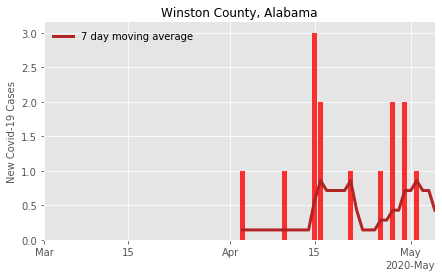 Winston County, Alabama
7 day moving average
New Covid-19 Cases
3.0
2.5
2.0
1.5
1.0
0.5
0.0
Mar 15 Apr 15 May
2020-May